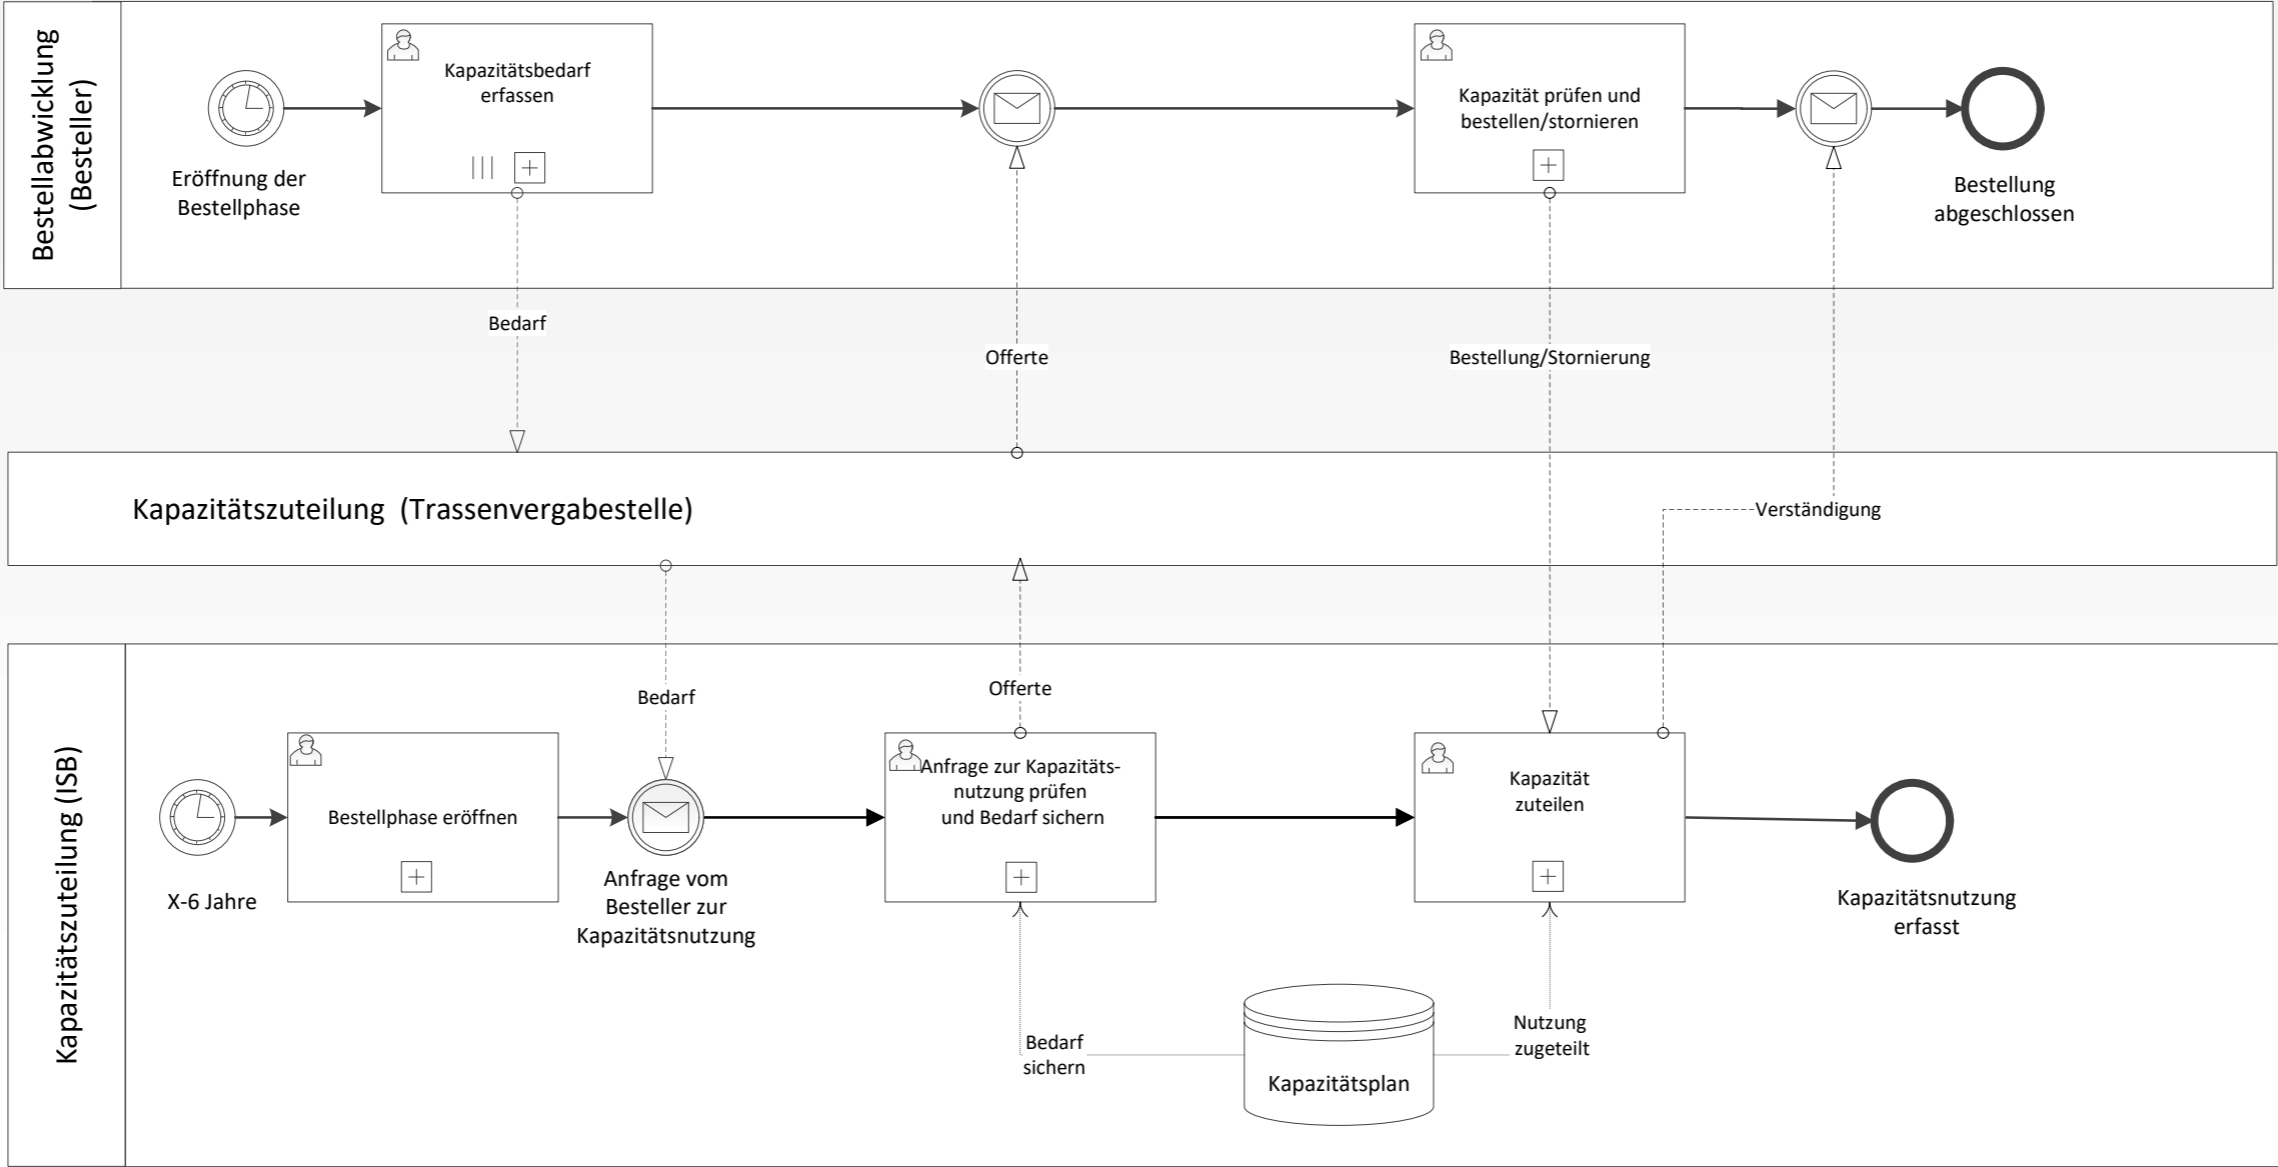 Bestellabwicklung
(Besteller)
Eröffnung der
Bestellphase
Kapazitätsbedarf
erfassen
Kapazität prüfen und
bestellen/stornieren
Bestellung
abgeschlossen
Bedarf
Offerte
Bestellung/Stornierung
Kapazitätszuteilung (Trassenvergabestelle)
Verständigung
Kapazitätszuteilung (ISB)
X-6 Jahre
Bestellphase eröffnen
Bedarf
Anfrage vom
Besteller zur
Kapazitätsnutzung
Offerte
Anfrage zur Kapazitäts-
nutzung prüfen
und Bedarf sichern
Kapazität
zuteilen
Kapazitätsnutzung
erfasst
Bedarf
sichern
Kapazitätsplan
Nutzung
zugeteilt